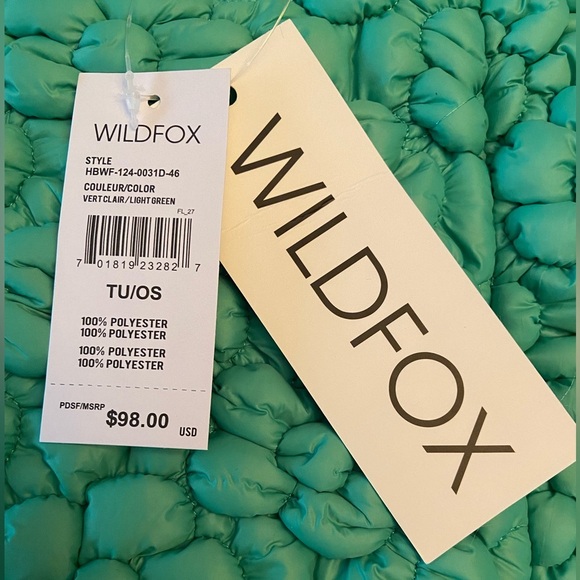 WILDFOX
STYLE
HBWF-124-0031D-46
COULEUR/COLOR
VERT CLAIR/LIGHT GREEN
FL_27
7 01819 23282 7
TU/OS
100% POLYESTER
100% POLYESTER
100% POLYESTER
100% POLYESTER
PDSF/MSRP $98.00 USD
WILDFOX